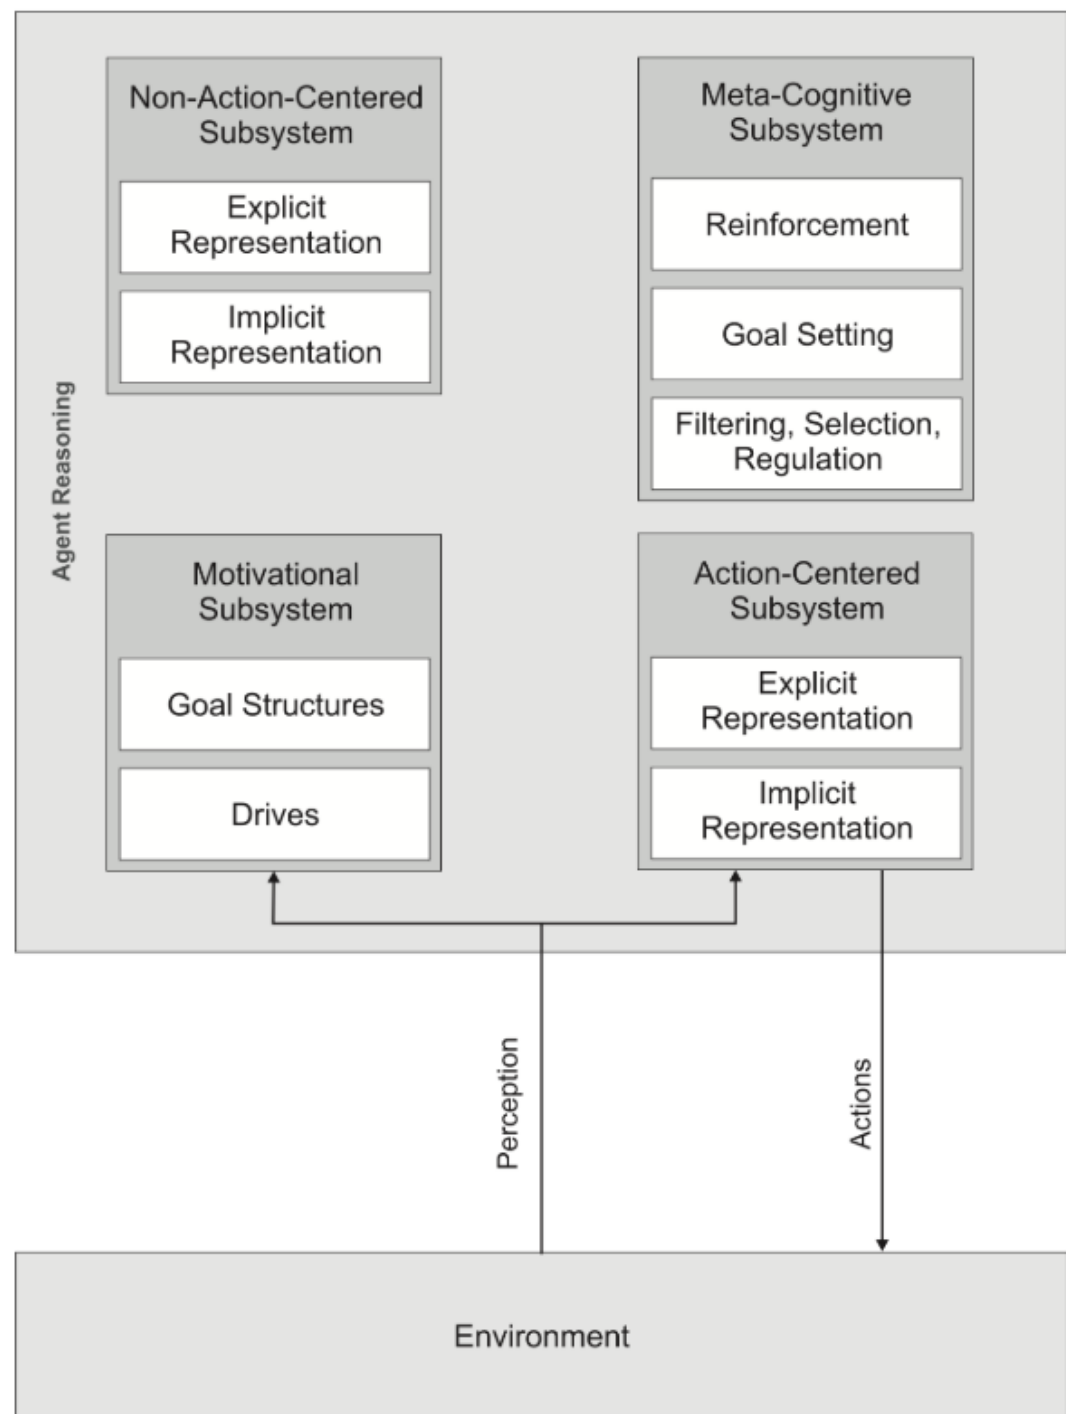 Non-Action-Centered
Subsystem
Explicit
Representation
Implicit
Representation
Meta-Cognitive
Subsystem
Reinforcement
Goal Setting
Filtering, Selection,
Regulation
Agent Reasoning
Motivational
Subsystem
Goal Structures
Drives
Action-Centered
Subsystem
Explicit
Representation
Implicit
Representation
Perception
Actions
Environment